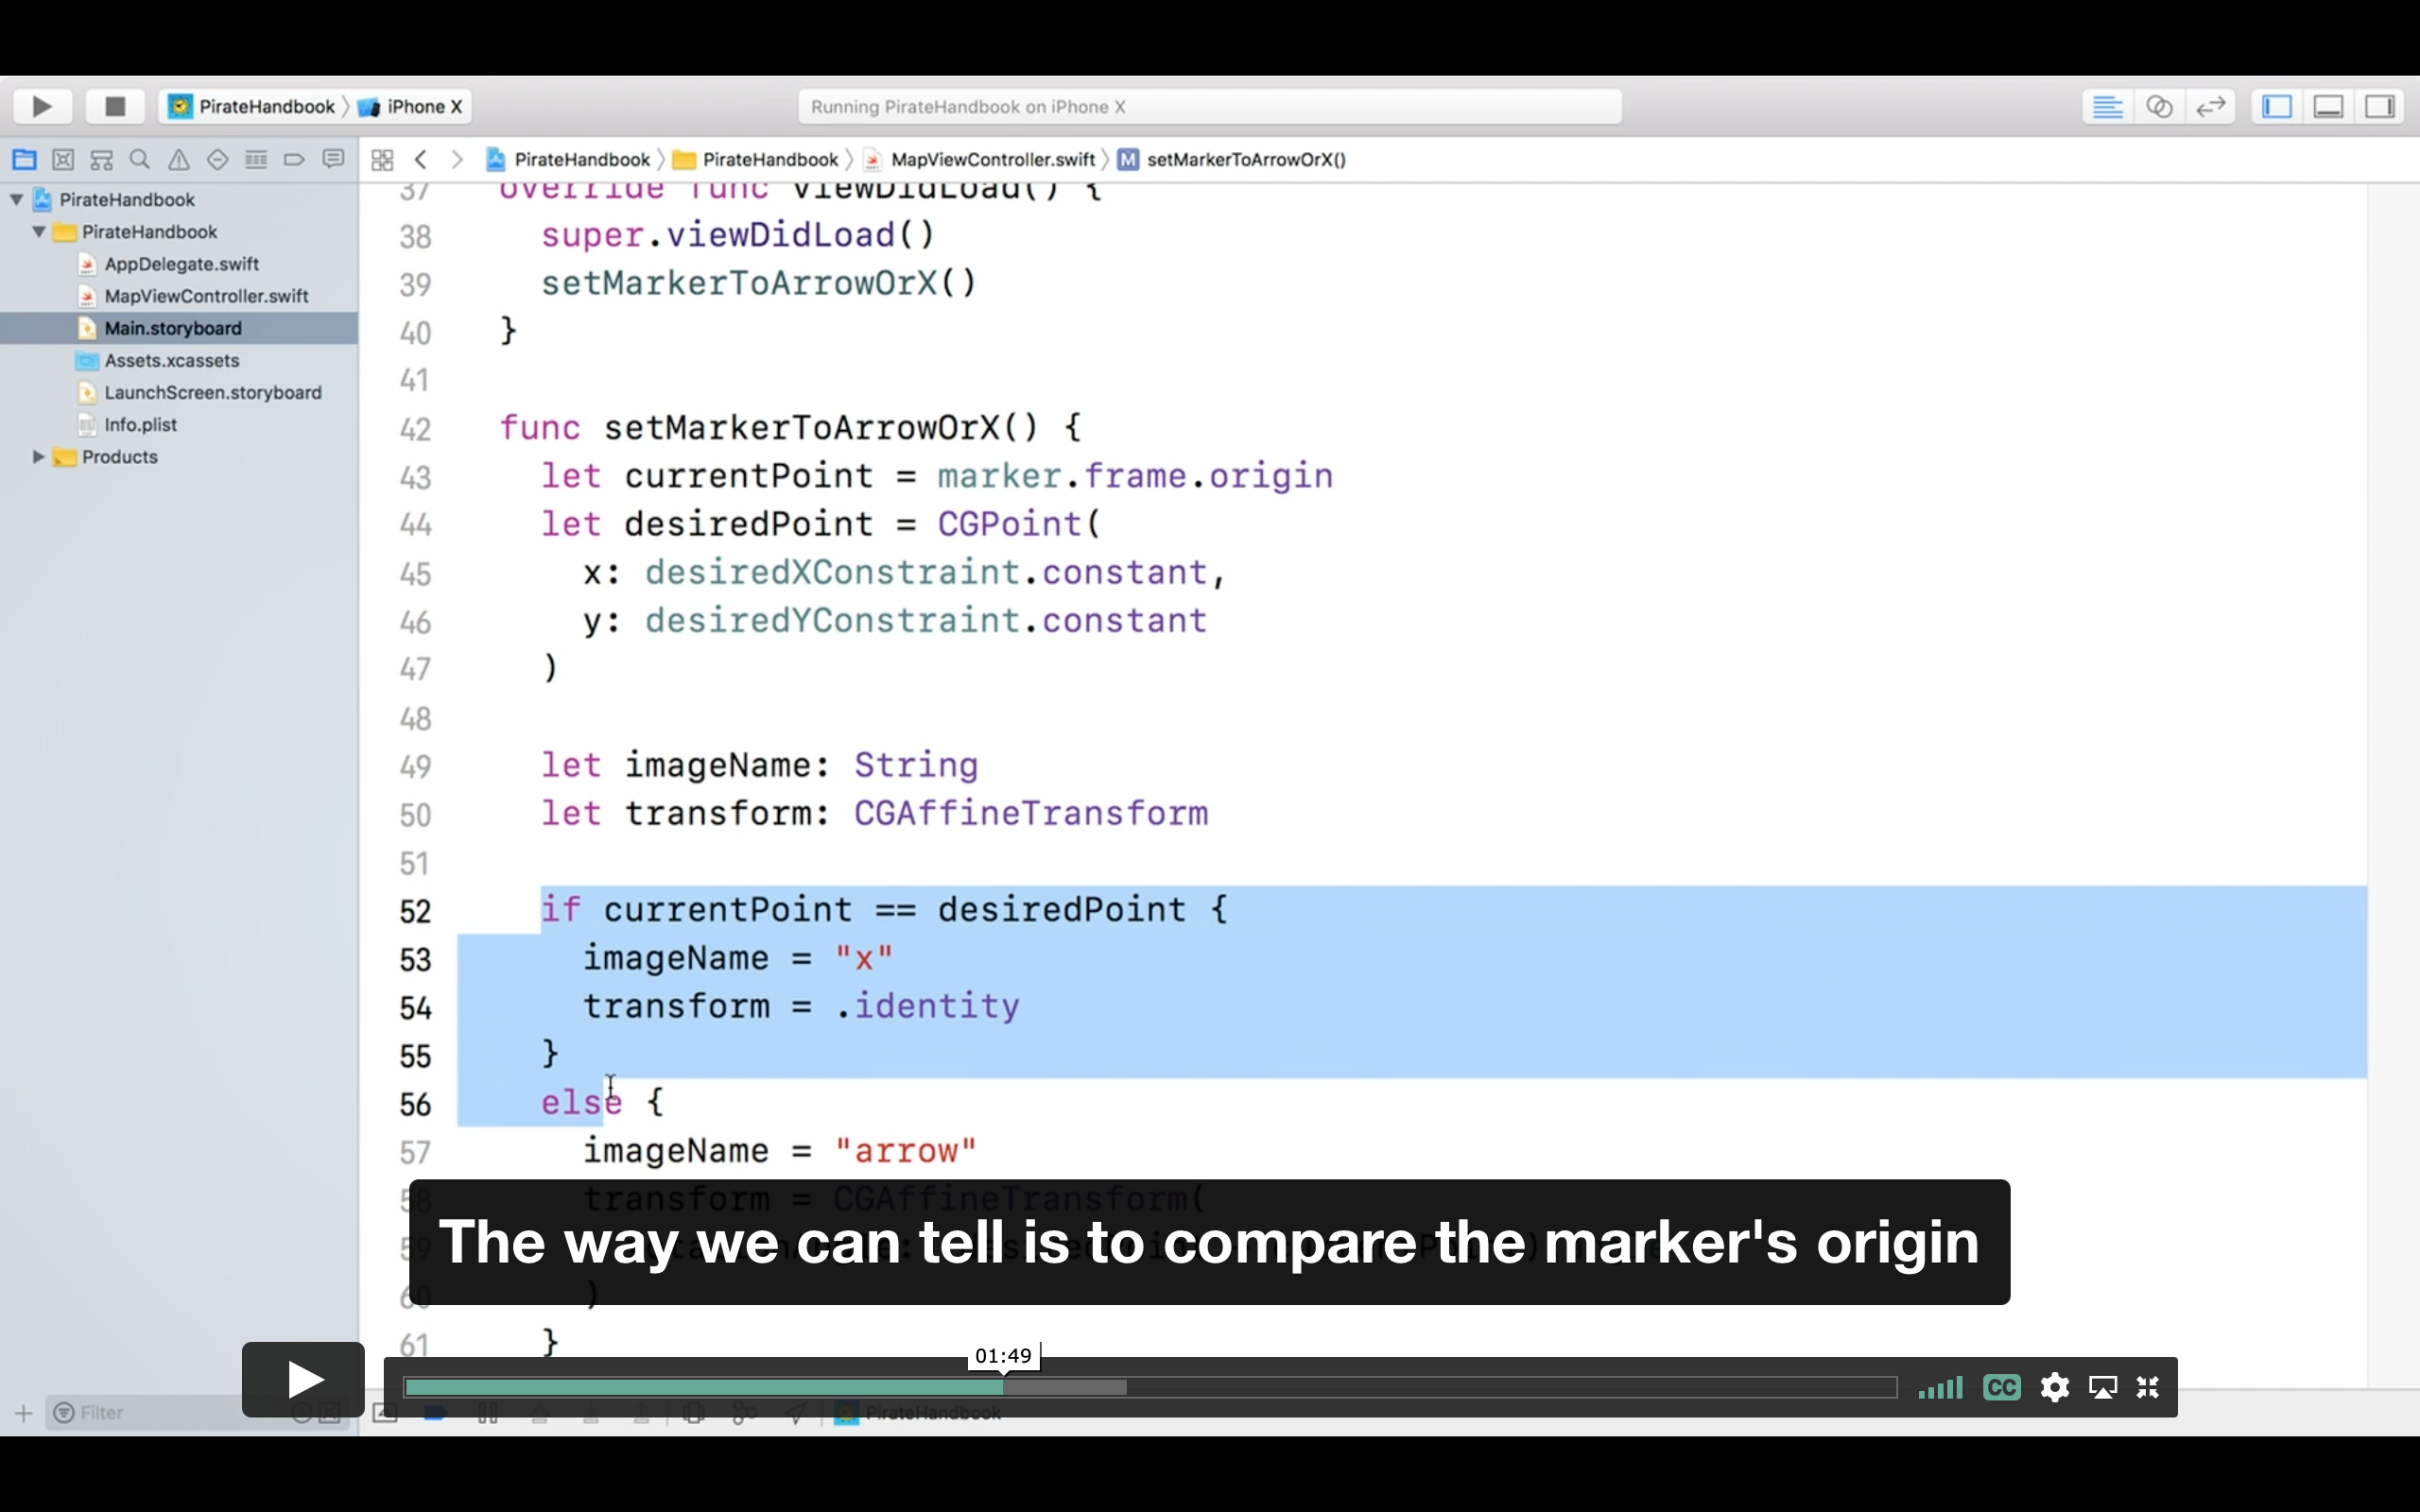 PirateHandbook
iPhone X
Running PirateHandbook on iPhone X
PirateHandbook
PirateHandbook
MapViewController.swift
M
setMarkerToArrowOrX()
PirateHandbook
PirateHandbook
AppDelegate.swift
MapViewController.swift
Main.storyboard
Assets.xcassets
LaunchScreen.storyboard
Info.plist
Products
37 override func viewDidLoad() {
38 super.viewDidLoad()
39 setMarkerToArrowOrX()
40 }
41
42 func setMarkerToArrowOrX() {
43 let currentPoint = marker.frame.origin
44 let desiredPoint = CGPoint(
45 x: desiredXConstraint.constant,
46 y: desiredYConstraint.constant
47 )
48
49 let imageName: String
50 let transform: CGAffineTransform
51
52 if currentPoint == desiredPoint {
53 imageName = "x"
54 transform = .identity
55 }
56 else {
57 imageName = "arrow"
58 transform = CGAffineTransform(
59
The way we can tell is to compare the marker's origin
60 )
61 }
01:49
CC
Filter
PirateHandbook